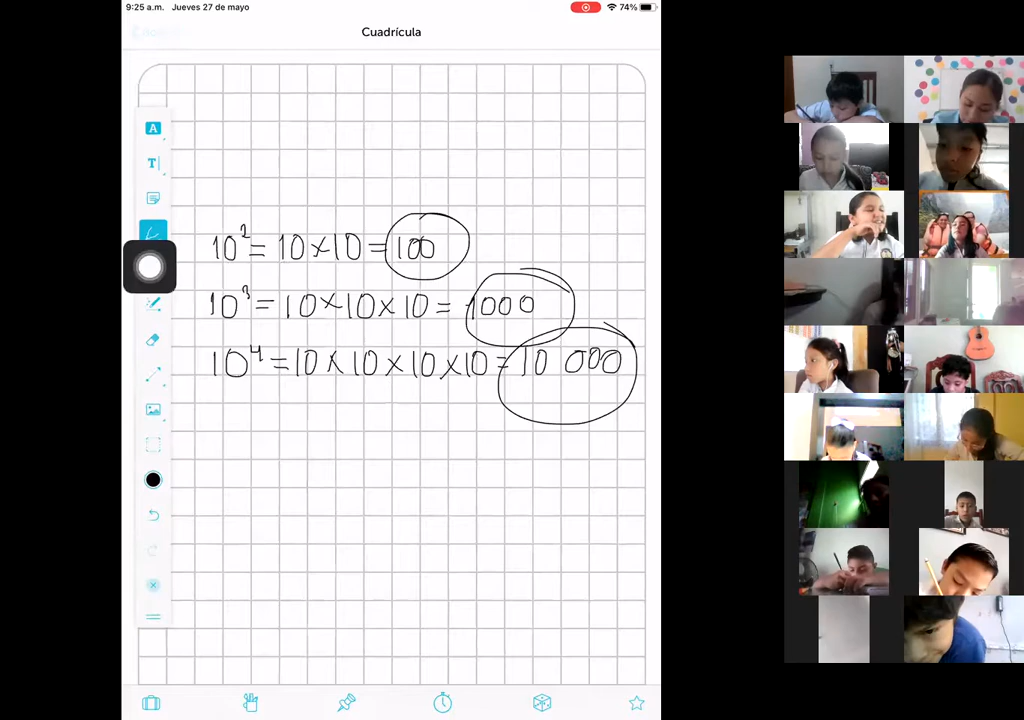 9:25 a.m. Jueves 27 de mayo
74%
Cuadrícula
A
T
10² = 10 × 10 = 100
10³ = 10 × 10 × 10 = 1000
10⁴ = 10 × 10 × 10 × 10 = 10 000